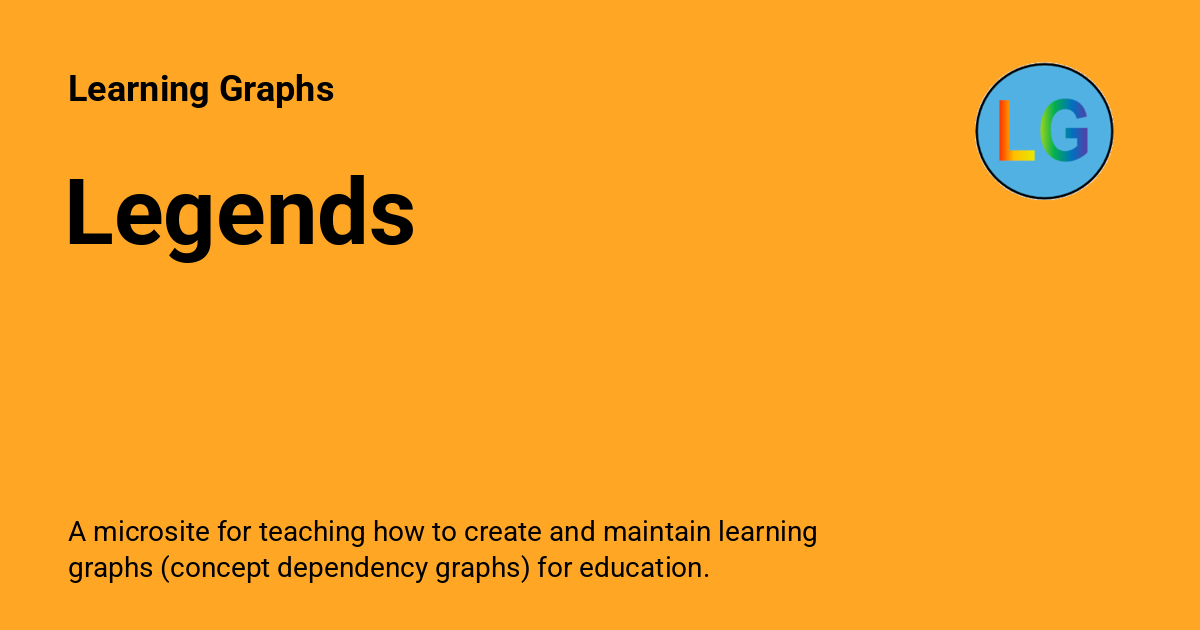 Learning Graphs
LG
Legends
A microsite for teaching how to create and maintain learning
graphs (concept dependency graphs) for education.